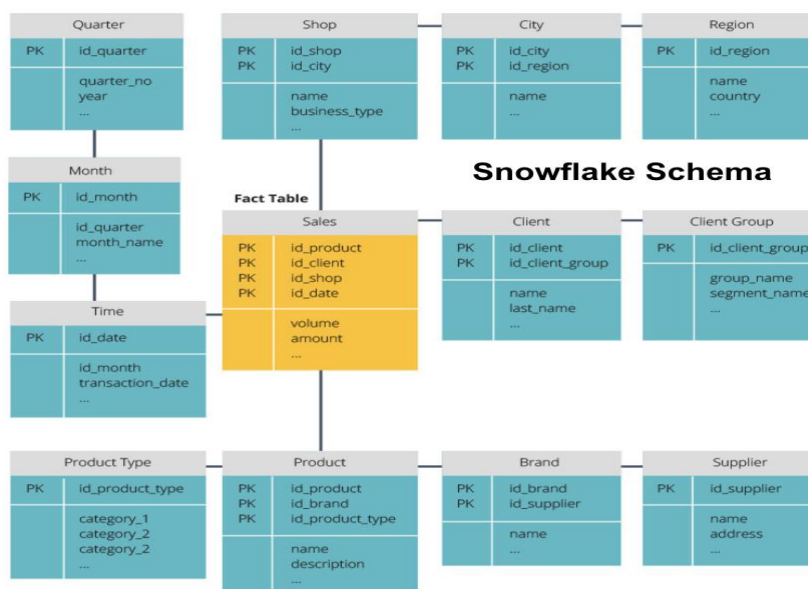 Quarter
PK id_quarter
quarter_no
year
...
Shop
PK id_shop
PK id_city
name
business_type
...
City
PK id_city
PK id_region
name
...
Region
PK id_region
name
country
...
Snowflake Schema
Month
PK id_month
id_quarter
month_name
...
Fact Table
Sales
PK id_product
PK id_client
PK id_shop
PK id_date
volume
amount
...
Client
PK id_client
PK id_client_group
name
last_name
...
Client Group
PK id_client_group
group_name
segment_name
...
Time
PK id_date
id_month
transaction_date
...
Product Type
PK id_product_type
category_1
category_2
category_2
...
Product
PK id_product
PK id_brand
PK id_product_type
name
description
...
Brand
PK id_brand
PK id_supplier
name
...
Supplier
PK id_supplier
name
address
...